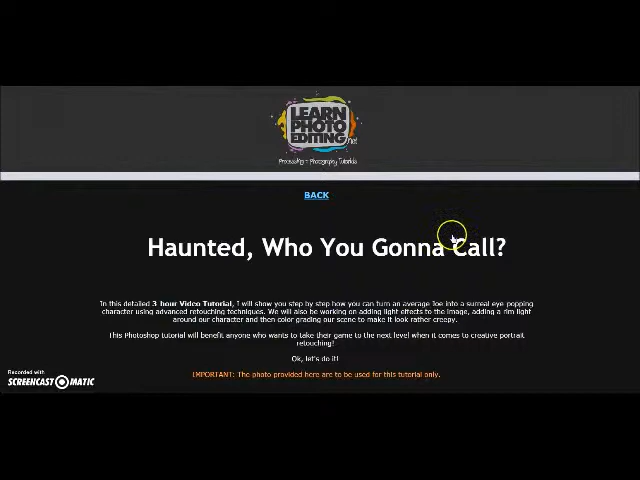 LEARN
PHOTO
EDITING
.net
Processing & Photography Tutorials
BACK
Haunted, Who You Gonna Call?
In this detailed 3 hour Video Tutorial, I will show you step by step how you can turn an average Joe into a surreal eye popping
character using advanced retouching techniques. We will also be working on adding light effects to the image, adding a rim light
around our character and then color grading our scene to make it look rather creepy.
This Photoshop tutorial will benefit anyone who wants to take their game to the next level when it comes to creative portrait
retouching!
Ok, let's do it!
IMPORTANT: The photo provided here are to be used for this tutorial only.
Recorded with
SCREENCAST MATIC